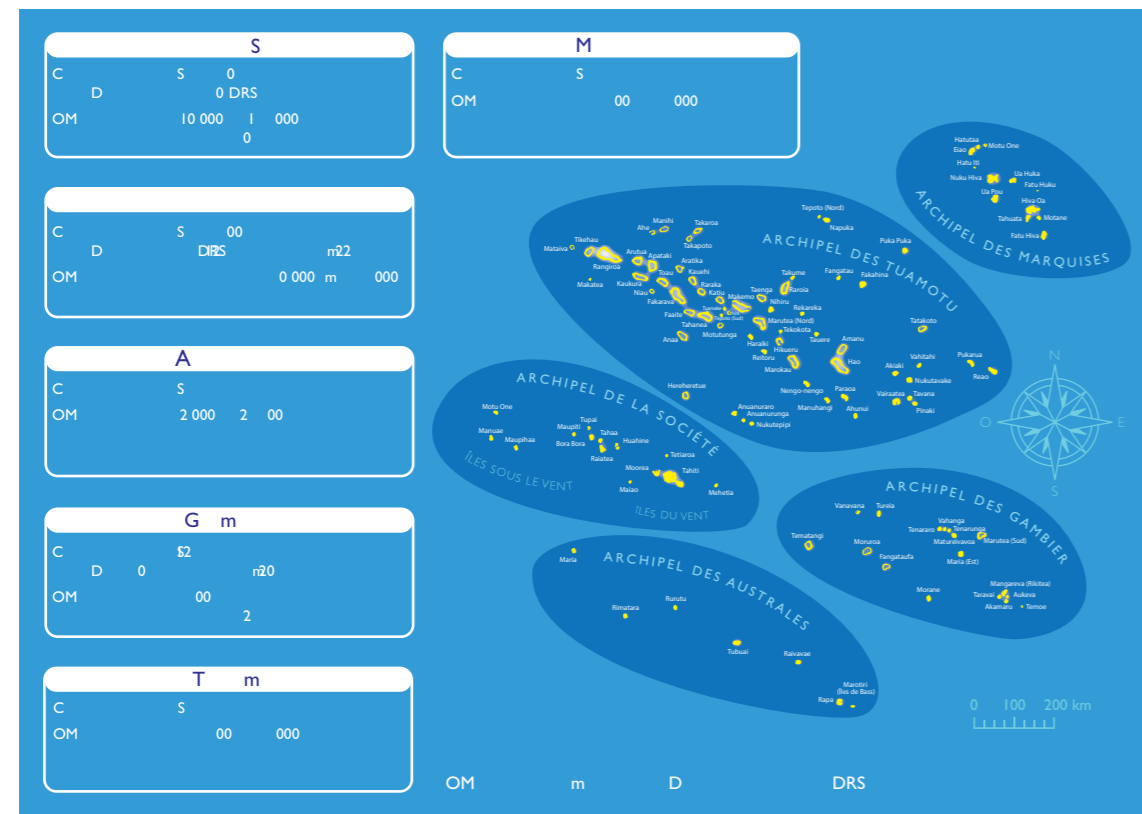 S
C S 0
D 0 DRS
OM 10 000 1 000
0
C S 00
D m22
OM 0 000 m 000
A
C S
OM 2 000 2 00
G m
C
D 0
OM 00
2
T m
C S
OM 00 000
M
C S
OM 00 000
OM m D DRS
ARCHIPEL DES MARQUISES
Hatutaa
Eiao
Motu One
Hatu Iti
Nuku Hiva
Ua Huka
Fatu Huku
Ua Pou
Hiva Oa
Tahuata
Motane
Fatu Hiva
ARCHIPEL DES TUAMOTU
Tepoto (Nord)
Napuka
Puka Puka
Manihi
Ahe
Takaroa
Takapoto
Tikehau
Mataiva
Rangiroa
Arutua
Apataki
Aratika
Makatea
Kaukura
Toau
Kauehi
Niau
Raraka
Fakarava
Katiu
Makemo
Taenga
Takume
Raroia
Fangatau
Fakahina
Nihiru
Rekareka
Faaite
Tepoto (Sud)
Tahanea
Motutunga
Marutea (Nord)
Tekokota
Tauere
Anaa
Haraiki
Hikueru
Reitoru
Marokau
Amanu
Hao
Tatakoto
Vahitahi
Akiaki
Nukutavake
Pukarua
Reao
Hereheretue
Nengo-nengo
Paraoa
Manuhangi
Ahunui
Vairaatea
Tavana
Pinaki
Anuanuraro
Anuanurunga
Nukutepipi
ARCHIPEL DE LA SOCIÉTÉ
Motu One
Manuae
Maupihaa
Tupai
Maupiti
Tahaa
Bora Bora
Huahine
Raiatea
Tetiaroa
Moorea
Tahiti
Maiao
Mehetia
ÎLES SOUS LE VENT
ÎLES DU VENT
ARCHIPEL DES GAMBIER
Vanavana
Tureia
Vahanga
Tenararo
Tenarunga
Matureivavoa
Marutea (Sud)
Tematangi
Moruroa
Fangataufa
Maria (Est)
Morane
Mangareva (Rikitea)
Taravai
Aukeva
Akamaru
Temoe
ARCHIPEL DES AUSTRALES
Maria
Rimatara
Rurutu
Tubuai
Raivavae
Marotiri
(Îles de Bass)
Rapa
N
O
E
S
0 100 200 km